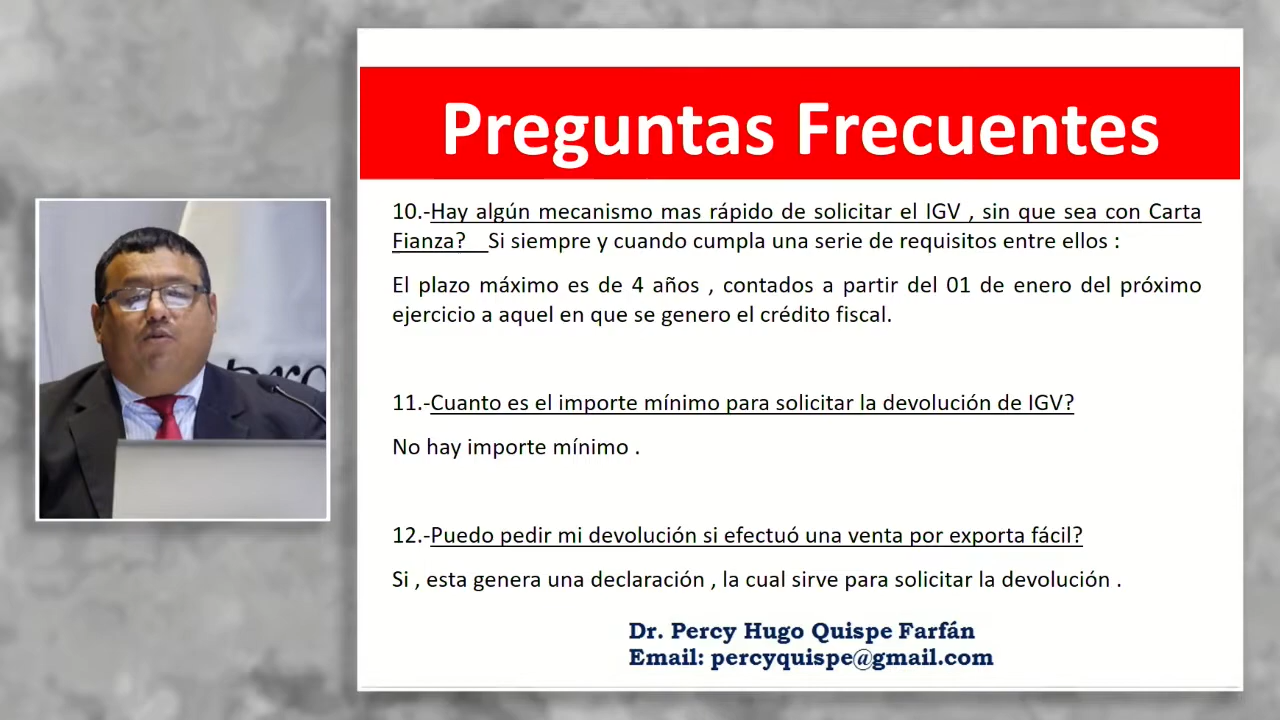 Preguntas Frecuentes
10.-Hay algún mecanismo mas rápido de solicitar el IGV , sin que sea con Carta
Fianza? Si siempre y cuando cumpla una serie de requisitos entre ellos :
El plazo máximo es de 4 años , contados a partir del 01 de enero del próximo
ejercicio a aquel en que se genero el crédito fiscal.
11.-Cuanto es el importe mínimo para solicitar la devolución de IGV?
No hay importe mínimo .
12.-Puedo pedir mi devolución si efectuó una venta por exporta fácil?
Si , esta genera una declaración , la cual sirve para solicitar la devolución .
Dr. Percy Hugo Quispe Farfán
Email: percyquispe@gmail.com